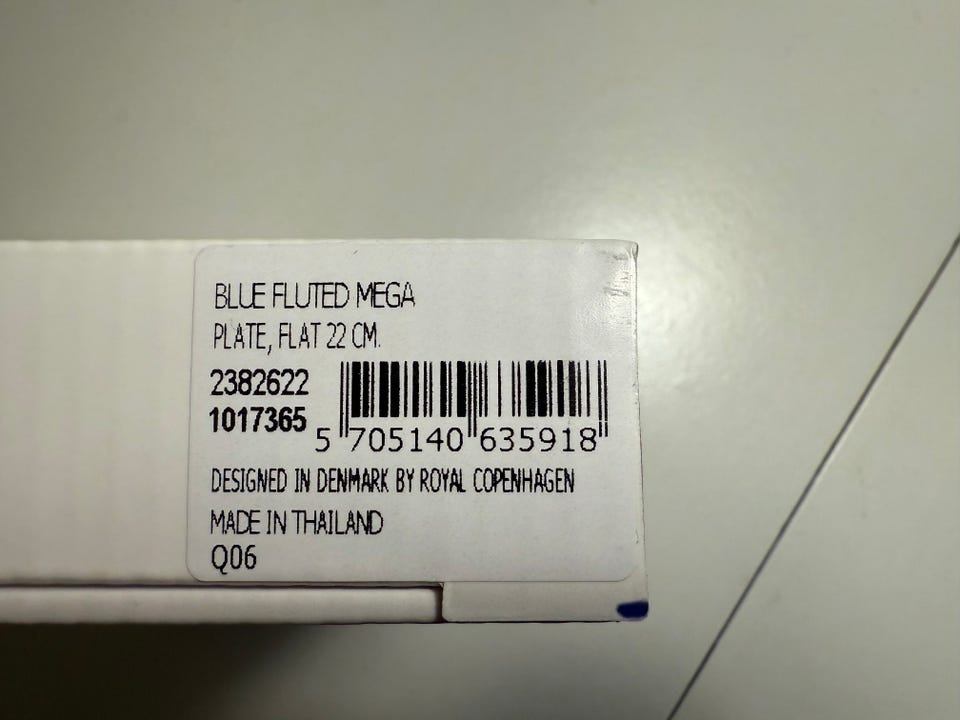 BLUE FLUTED MEGA
PLATE, FLAT 22 CM.
2382622
1017365
5 705140 635918
DESIGNED IN DENMARK BY ROYAL COPENHAGEN
MADE IN THAILAND
Q06